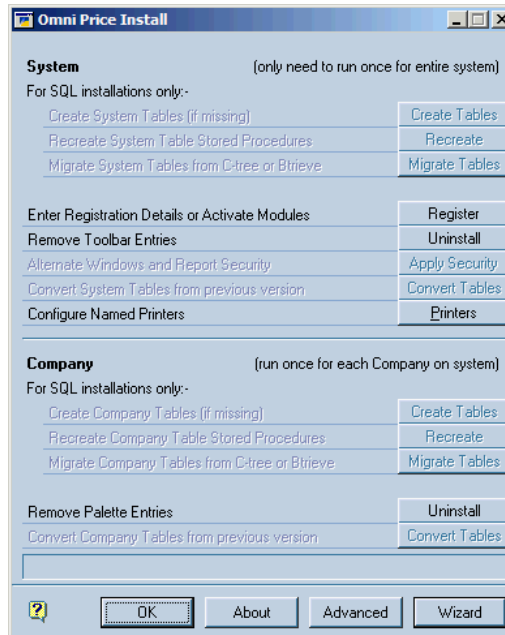 Omni Price Install
System (only need to run once for entire system)
For SQL installations only:-
Create System Tables (if missing) Create Tables
Recreate System Table Stored Procedures Recreate
Migrate System Tables from C-tree or Btrieve Migrate Tables
Enter Registration Details or Activate Modules Register
Remove Toolbar Entries Uninstall
Alternate Windows and Report Security Apply Security
Convert System Tables from previous version Convert Tables
Configure Named Printers Printers
Company (run once for each Company on system)
For SQL installations only:-
Create Company Tables (if missing) Create Tables
Recreate Company Table Stored Procedures Recreate
Migrate Company Tables from C-tree or Btrieve Migrate Tables
Remove Palette Entries Uninstall
Convert Company Tables from previous version Convert Tables
OK About Advanced Wizard